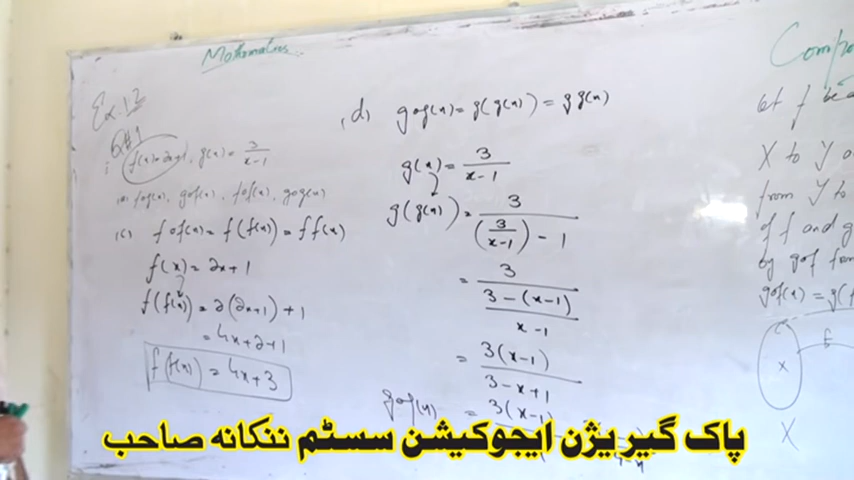 Mathematics
Ex. 1.2
Q#1
i f(x)=2x+1, g(x) = 3/(x-1)
fog(x), gof(x), fof(x), gog(x)
(c) fof(x) = f(f(x)) = ff(x)
f(x) = 2x+1
f(f(x)) = 2(2x+1)+1
= 4x+2+1
f(f(x)) = 4x+3
(d) gog(x) = g(g(x)) = gg(x)
g(x) = 3/(x-1)
g(g(x)) = 3/((3/(x-1)) - 1)
= 3/((3-(x-1))/(x-1))
= 3(x-1)/(3-x+1)
gog(x) = 3(x-1)
let f be a
X to Y
from Y to
of f and g
by gof from
gof(x) = g(f
X
X
پاک گیریژن ایجوکیشن سسٹم ننکانہ صاحب